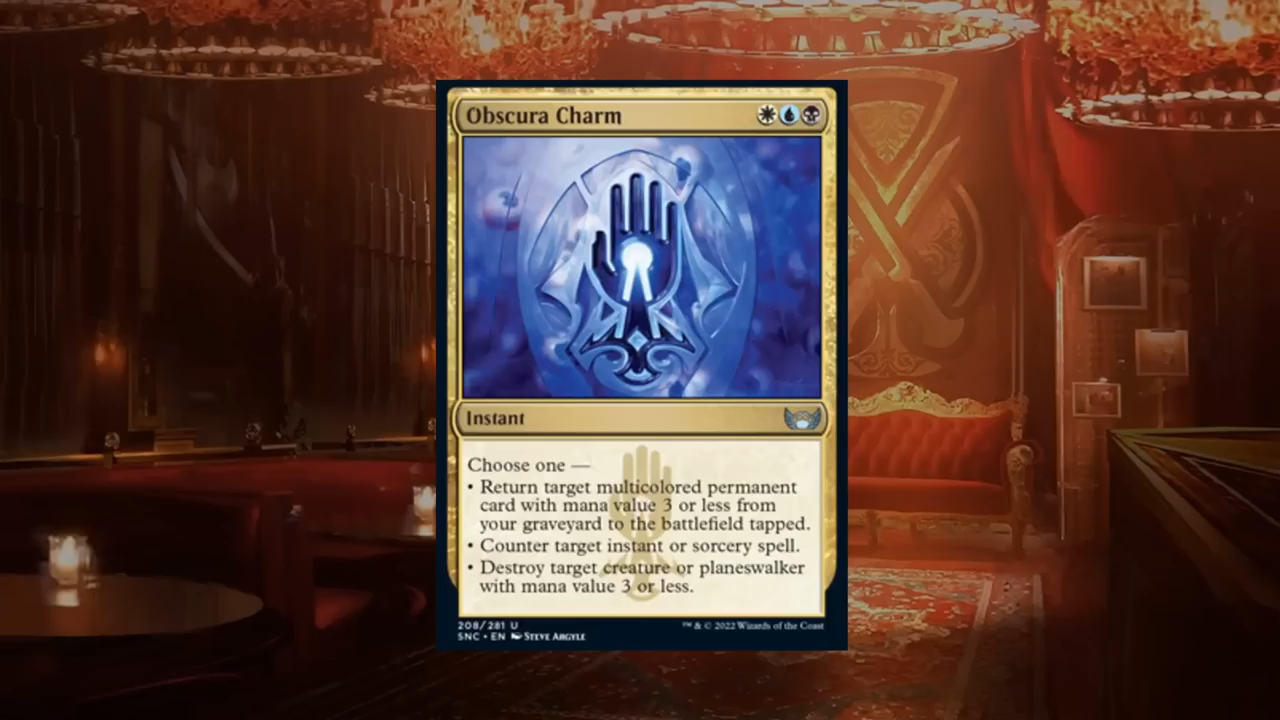 Obscura Charm
Instant
Choose one —
• Return target multicolored permanent
card with mana value 3 or less from
your graveyard to the battlefield tapped.
• Counter target instant or sorcery spell.
• Destroy target creature or planeswalker
with mana value 3 or less.
208/281 U
SNC • EN STEVE ARGYLE
™ & © 2022 Wizards of the Coast